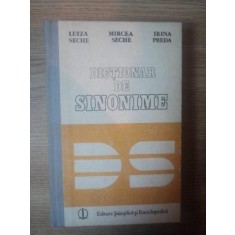 LUIZA MIRCEA IRINA
SECHE SECHE PREDA
DICȚIONAR
DE
SINONIME
DS
Editura Științifică și Enciclopedică